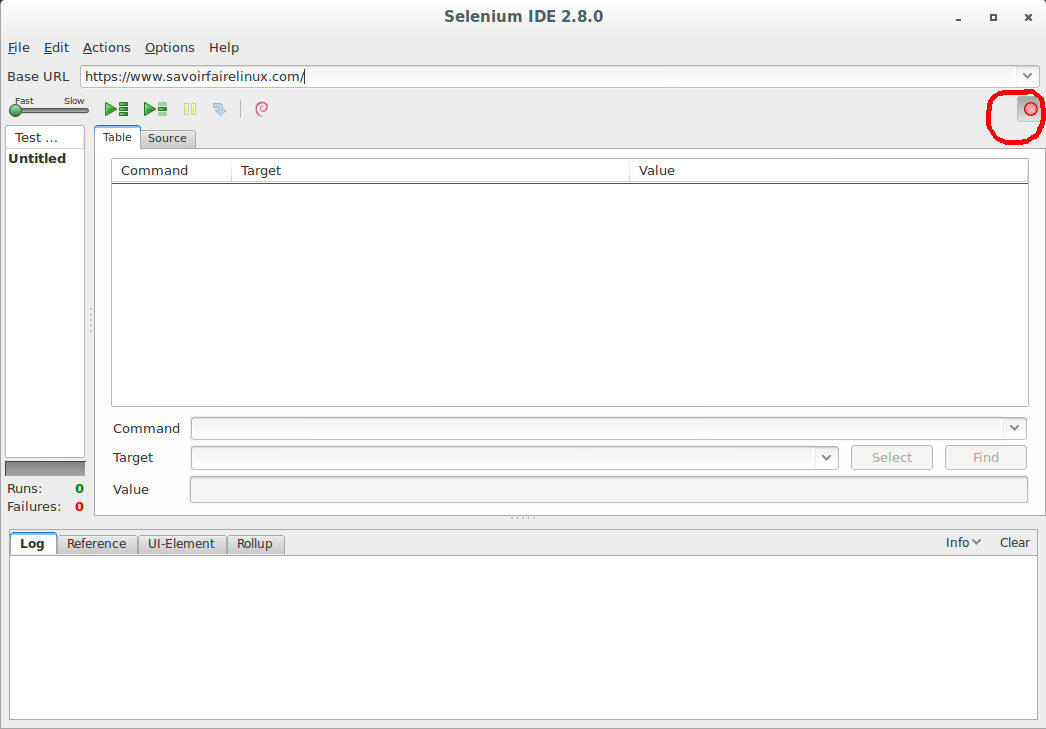 Selenium IDE 2.8.0
File Edit Actions Options Help
Base URL https://www.savoirfairelinux.com/
Fast Slow
Test ...
Table Source
Untitled
Command Target Value
Command
Target Select Find
Value
Runs: 0
Failures: 0
Log Reference UI-Element Rollup Info Clear